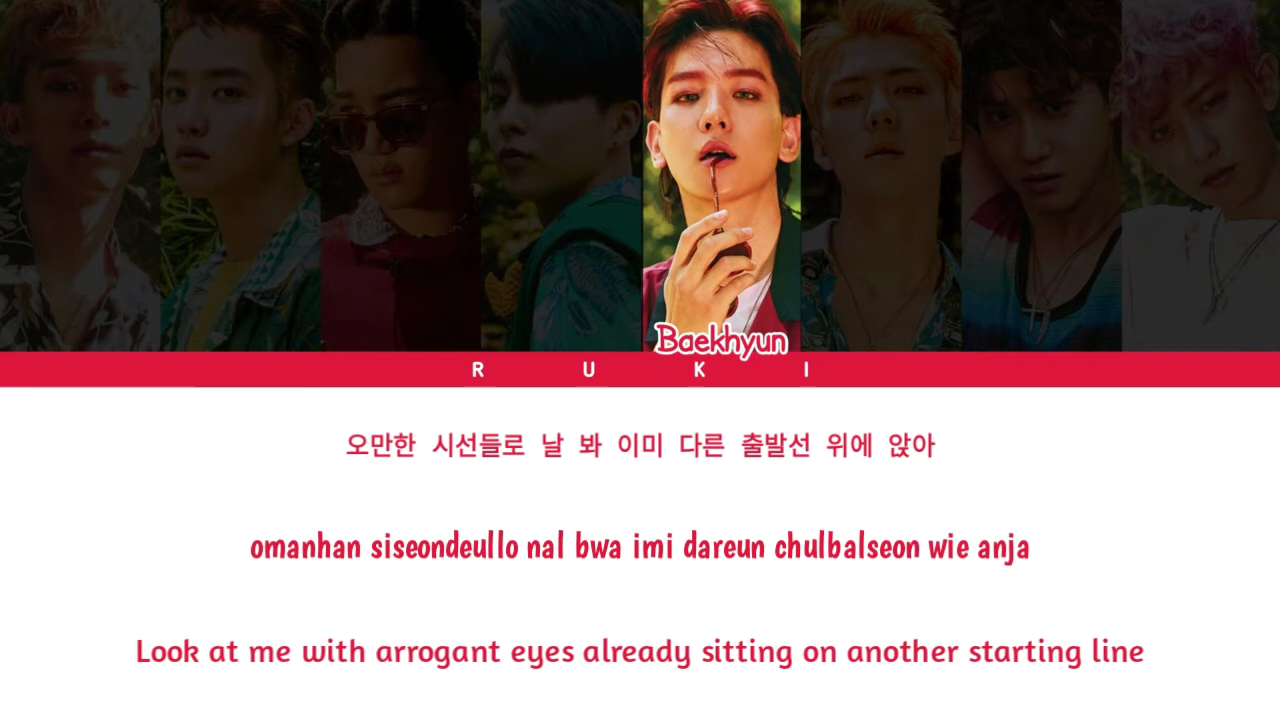 Baekhyun
R U K I
오만한 시선들로 날 봐 이미 다른 출발선 위에 앉아
omanhan siseondeullo nal bwa imi dareun chulbalseon wie anja
Look at me with arrogant eyes already sitting on another starting line